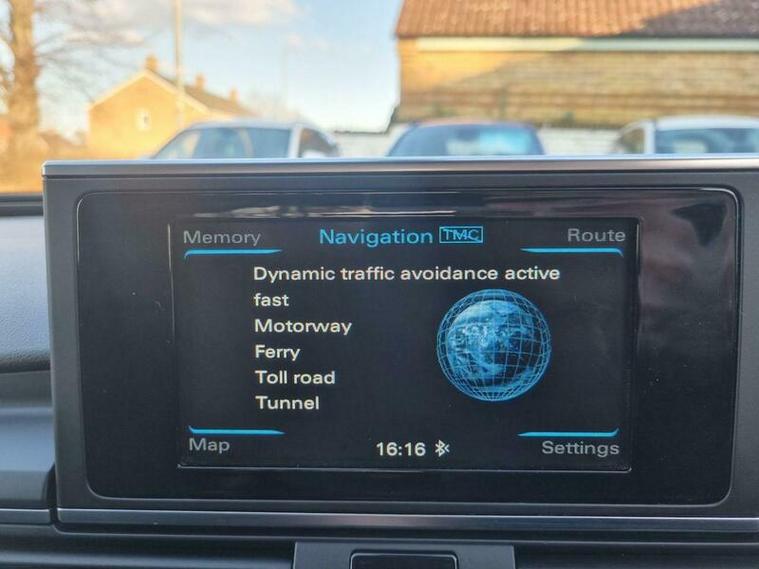 Memory Navigation TMC Route
Dynamic traffic avoidance active
fast
Motorway
Ferry
Toll road
Tunnel
Map 16:16 Settings